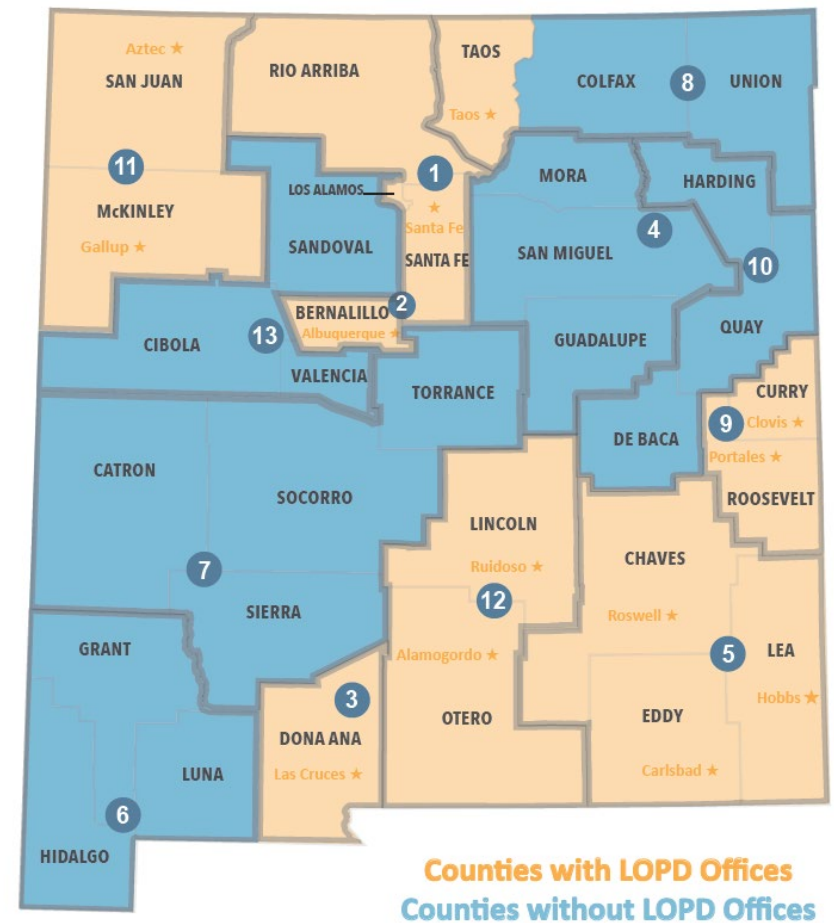 Aztec ★
SAN JUAN
RIO ARRIBA
TAOS
Taos ★
COLFAX
8
UNION
11
McKINLEY
Gallup ★
LOS ALAMOS
SANDOVAL
1
★
Santa Fe
SANTA FE
MORA
HARDING
4
SAN MIGUEL
10
2
BERNALILLO
Albuquerque ★
13
CIBOLA
VALENCIA
TORRANCE
GUADALUPE
QUAY
CURRY
9
Clovis ★
Portales ★
ROOSEVELT
DE BACA
CATRON
SOCORRO
7
SIERRA
LINCOLN
Ruidoso ★
12
Alamogordo ★
OTERO
CHAVES
Roswell ★
5
LEA
Hobbs ★
EDDY
Carlsbad ★
GRANT
LUNA
6
HIDALGO
3
DONA ANA
Las Cruces ★
Counties with LOPD Offices
Counties without LOPD Offices